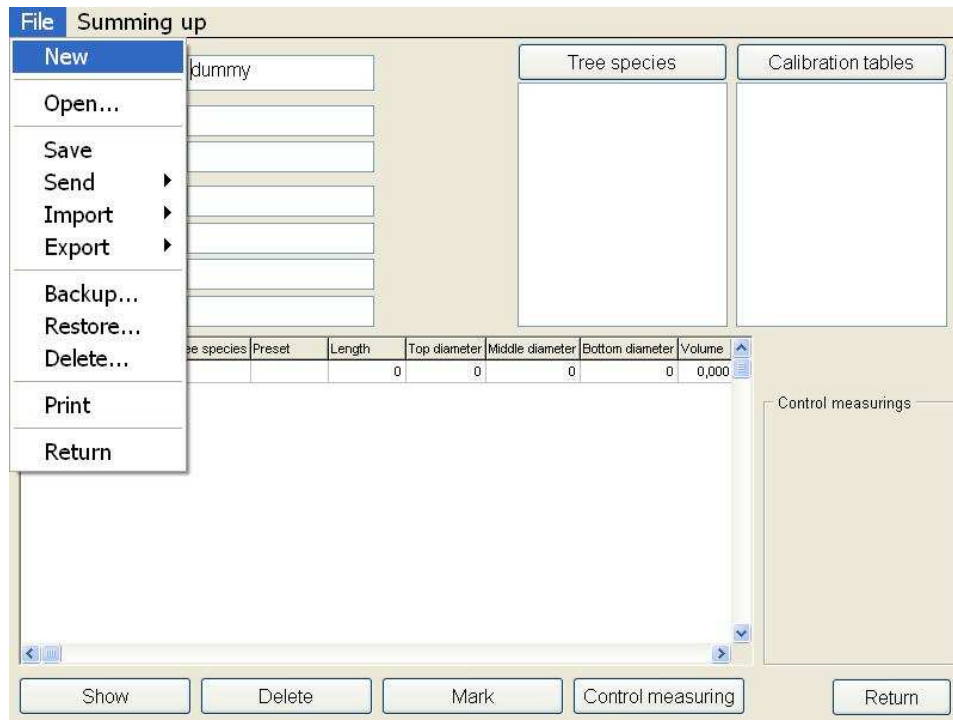 File Summing up
New
dummy
Tree species
Calibration tables
Open...
Save
Send
Import
Export
Backup...
Restore...
Delete...
Print
Return
species Preset Length Top diameter Middle diameter Bottom diameter Volume
0 0 0 0 0,000
Control measurings
Show Delete Mark Control measuring Return